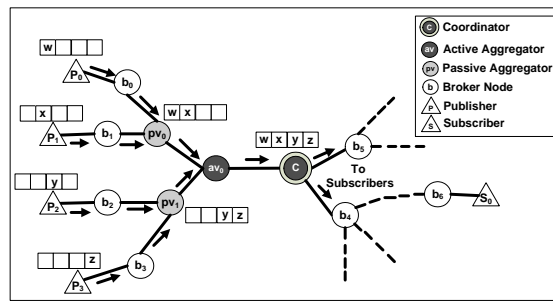 w
P0
b0
C Coordinator
av Active Aggregator
pv Passive Aggregator
b Broker Node
P Publisher
S Subscriber
x
w x
P1
b1
pv0
w x y z
b5
av0
C
To
Subscribers
y
P2
b2
pv1
y z
b4
b6
S0
z
P3
b3